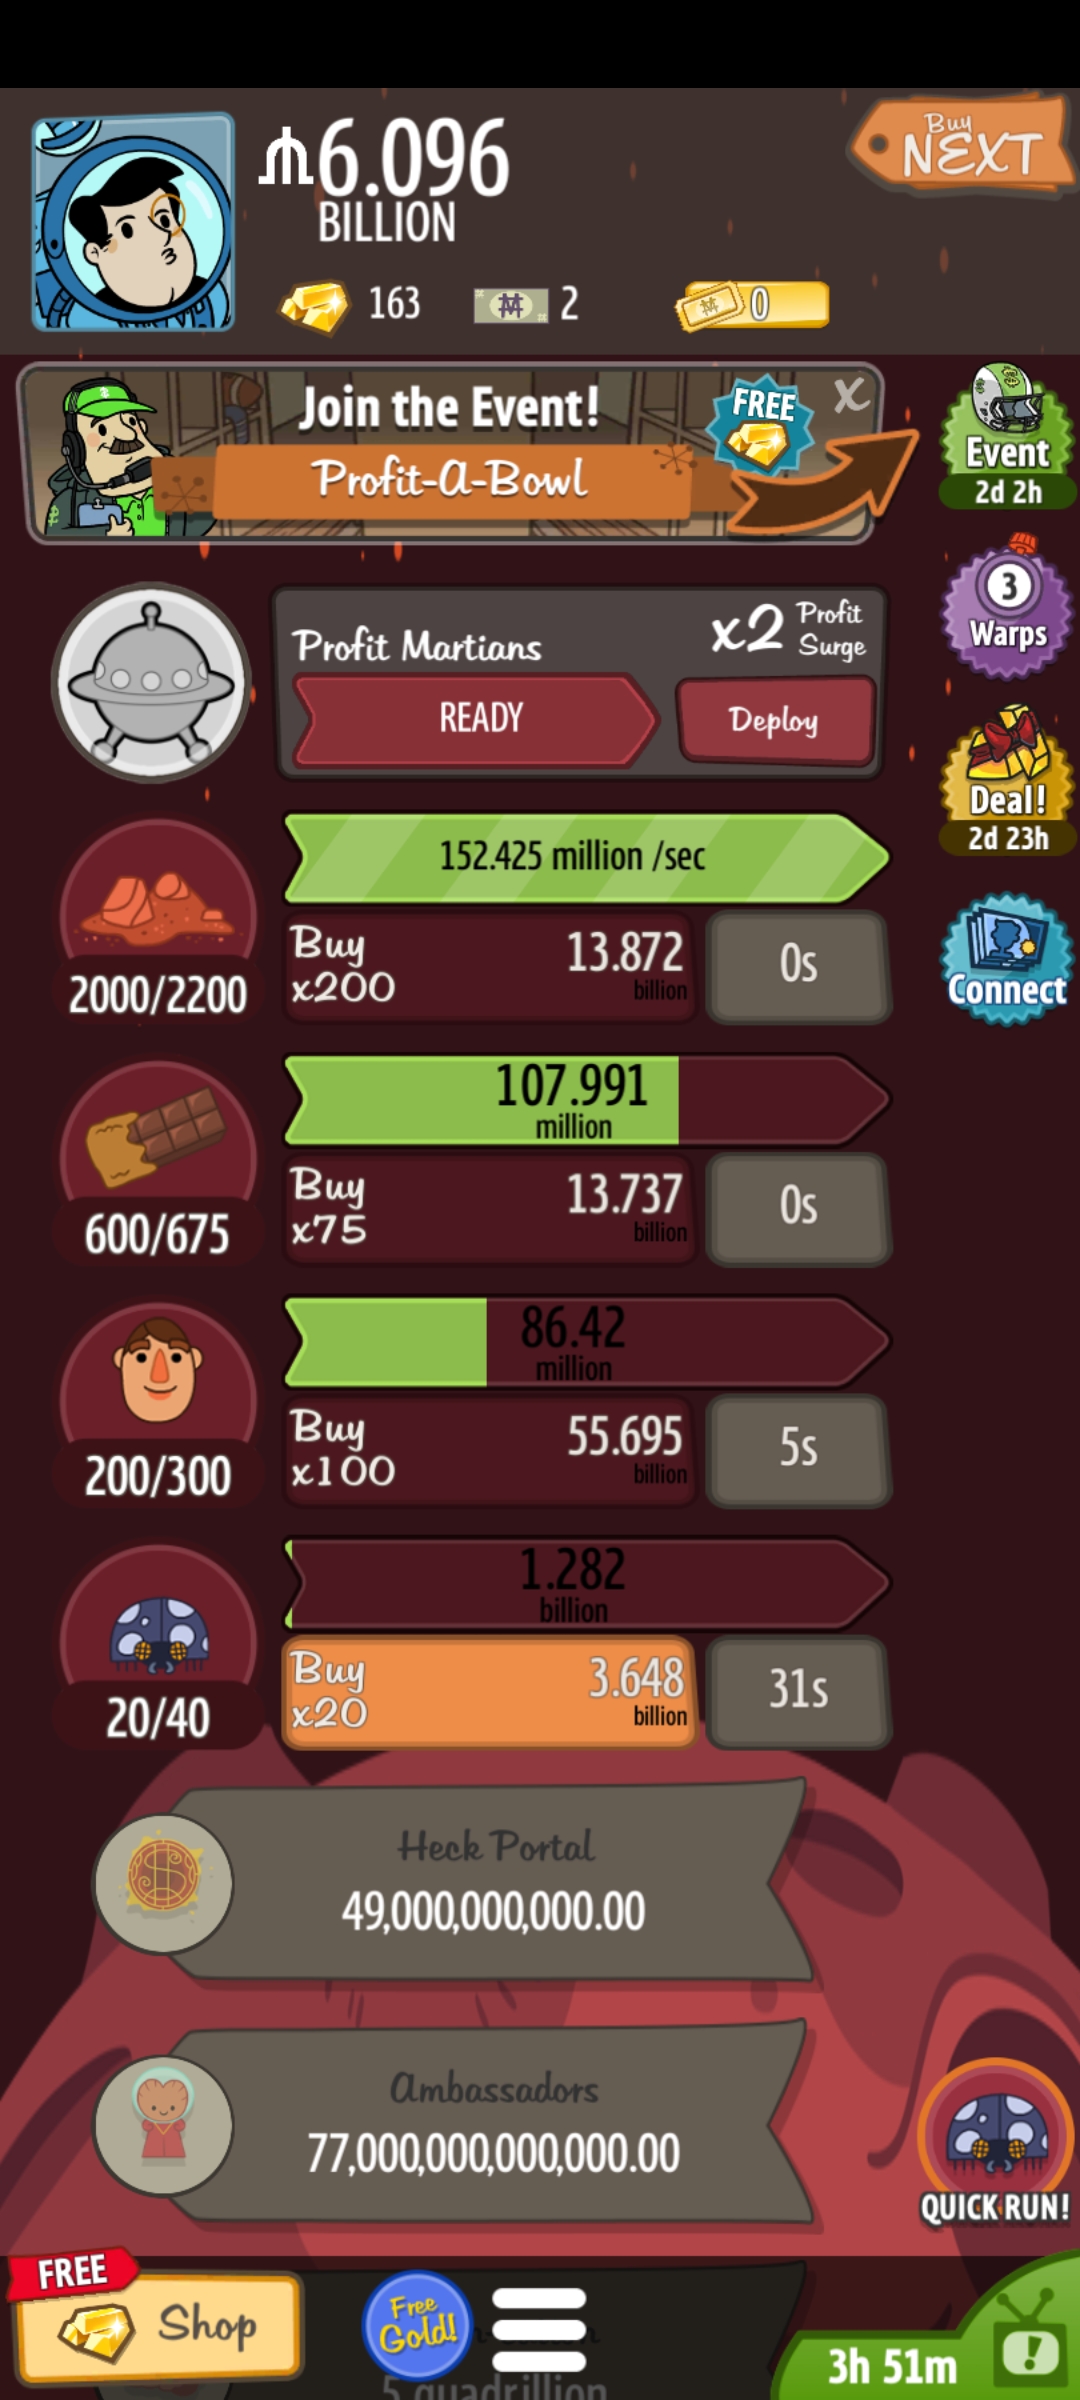 6.096
BILLION
Buy
NEXT
163
2
0
Join the Event!
FREE
X
Profit-A-Bowl
Event
2d 2h
3
Warps
Profit Martians
x2 Profit
Surge
READY
Deploy
Deal!
2d 23h
152.425 million /sec
Buy
x200
13.872
billion
0s
2000/2200
Connect
107.991
million
Buy
x75
13.737
billion
0s
600/675
86.42
million
Buy
x100
55.695
billion
5s
200/300
1.282
billion
Buy
x20
3.648
billion
31s
20/40
Heck Portal
49,000,000,000.00
Ambassadors
77,000,000,000,000.00
QUICK RUN!
FREE
Shop
Free
Gold!
3h 51m
5 quadrillion